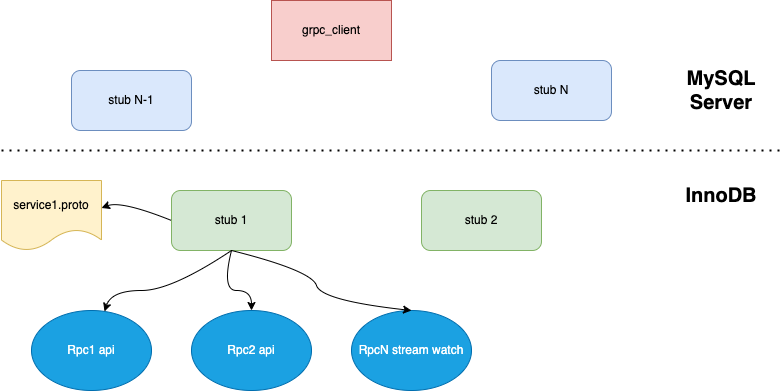 grpc_client
stub N-1
stub N
MySQL
Server
service1.proto
stub 1
stub 2
InnoDB
Rpc1 api
Rpc2 api
RpcN stream watch